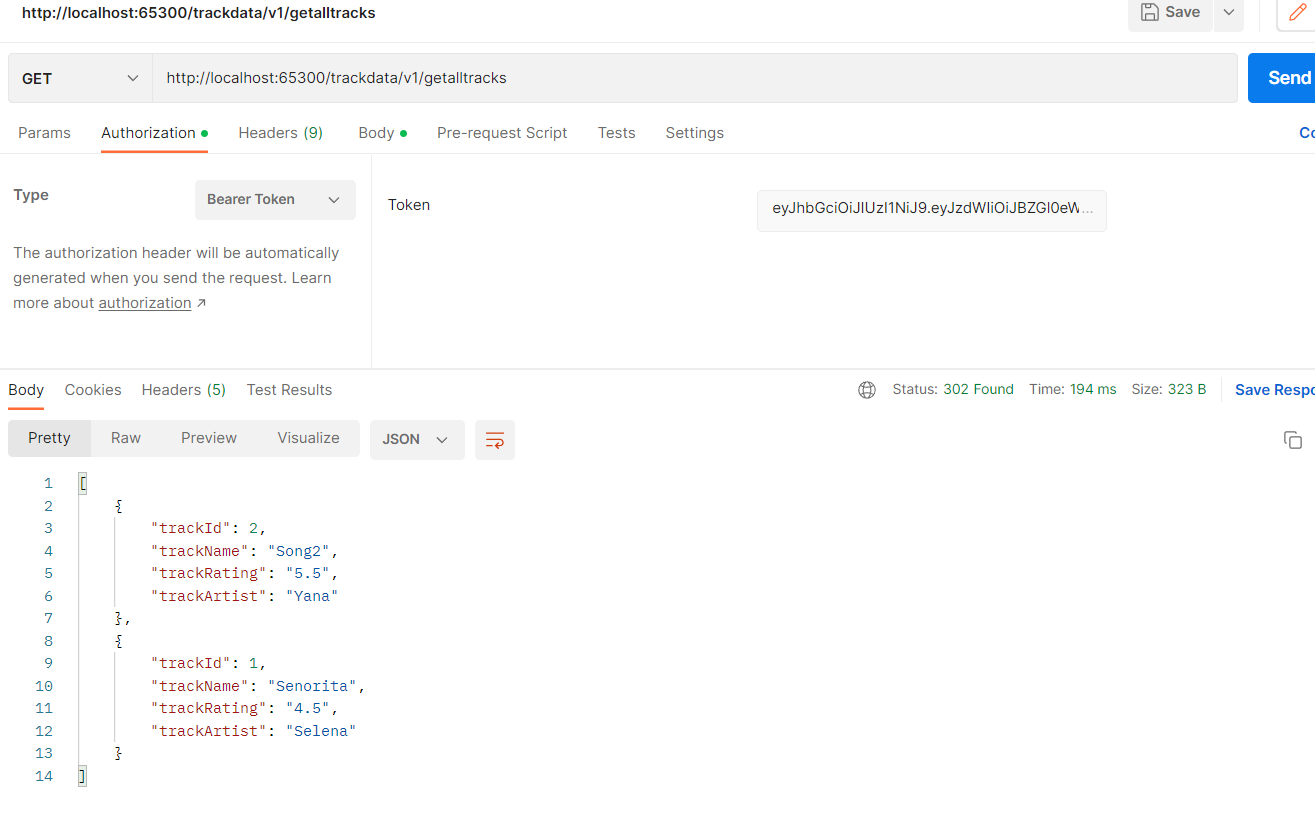 http://localhost:65300/trackdata/v1/getalltracks
Save
GET
http://localhost:65300/trackdata/v1/getalltracks
Send
Params Authorization Headers (9) Body Pre-request Script Tests Settings
Co
Type
Bearer Token
Token
eyJhbGciOiJIUzI1NiJ9.eyJzdWIiOiJBZGl0eW...
The authorization header will be automatically
generated when you send the request. Learn
more about authorization ↗
Body Cookies Headers (5) Test Results
Status: 302 Found Time: 194 ms Size: 323 B
Save Respo
Pretty Raw Preview Visualize
JSON
1 [
2 {
3 "trackId": 2,
4 "trackName": "Song2",
5 "trackRating": "5.5",
6 "trackArtist": "Yana"
7 },
8 {
9 "trackId": 1,
10 "trackName": "Senorita",
11 "trackRating": "4.5",
12 "trackArtist": "Selena"
13 }
14 ]